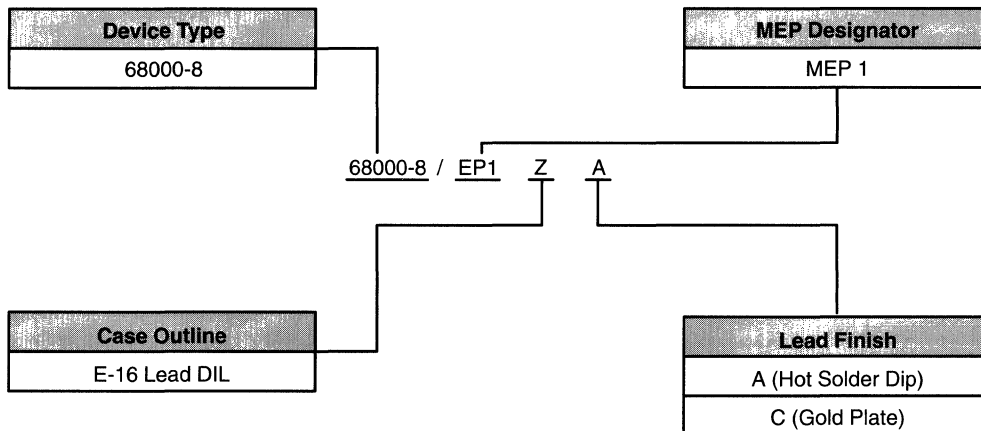 Device Type
68000-8
MEP Designator
MEP 1
68000-8 / EP1 Z A
Case Outline
E-16 Lead DIL
Lead Finish
A (Hot Solder Dip)
C (Gold Plate)